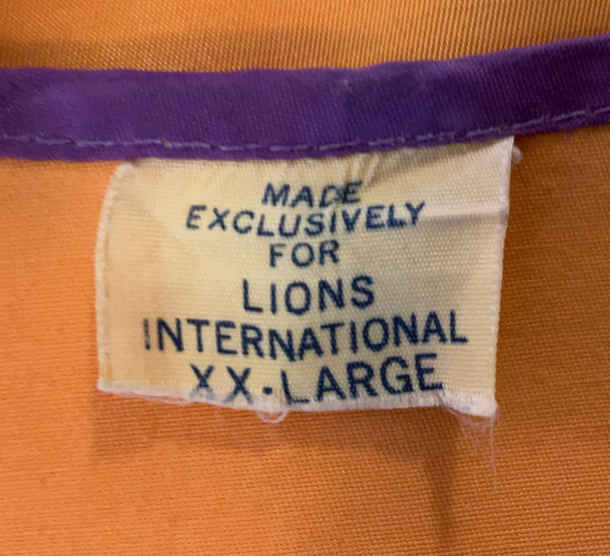 MADE
EXCLUSIVELY
FOR
LIONS
INTERNATIONAL
XX-LARGE